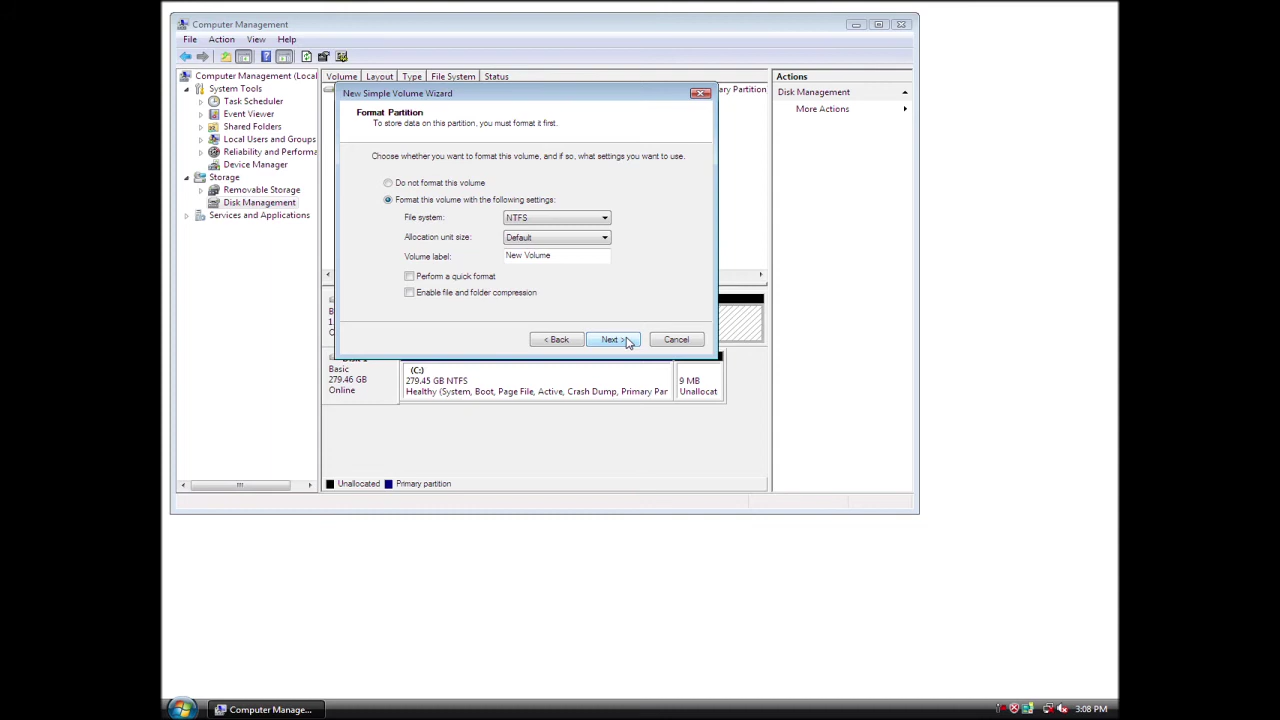 Computer Management
File Action View Help
Computer Management (Local
System Tools
Task Scheduler
Event Viewer
Shared Folders
Local Users and Groups
Reliability and Performa
Device Manager
Storage
Removable Storage
Disk Management
Services and Applications
Volume Layout Type File System Status
ary Partition
New Simple Volume Wizard
Format Partition
To store data on this partition, you must format it first.
Choose whether you want to format this volume, and if so, what settings you want to use.
Do not format this volume
Format this volume with the following settings:
File system: NTFS
Allocation unit size: Default
Volume label: New Volume
Perform a quick format
Enable file and folder compression
< Back Next > Cancel
Basic
279.46 GB
Online
(C:)
279.45 GB NTFS
Healthy (System, Boot, Page File, Active, Crash Dump, Primary Par
9 MB
Unallocat
Unallocated Primary partition
Actions
Disk Management
More Actions
Computer Manage...
3:08 PM